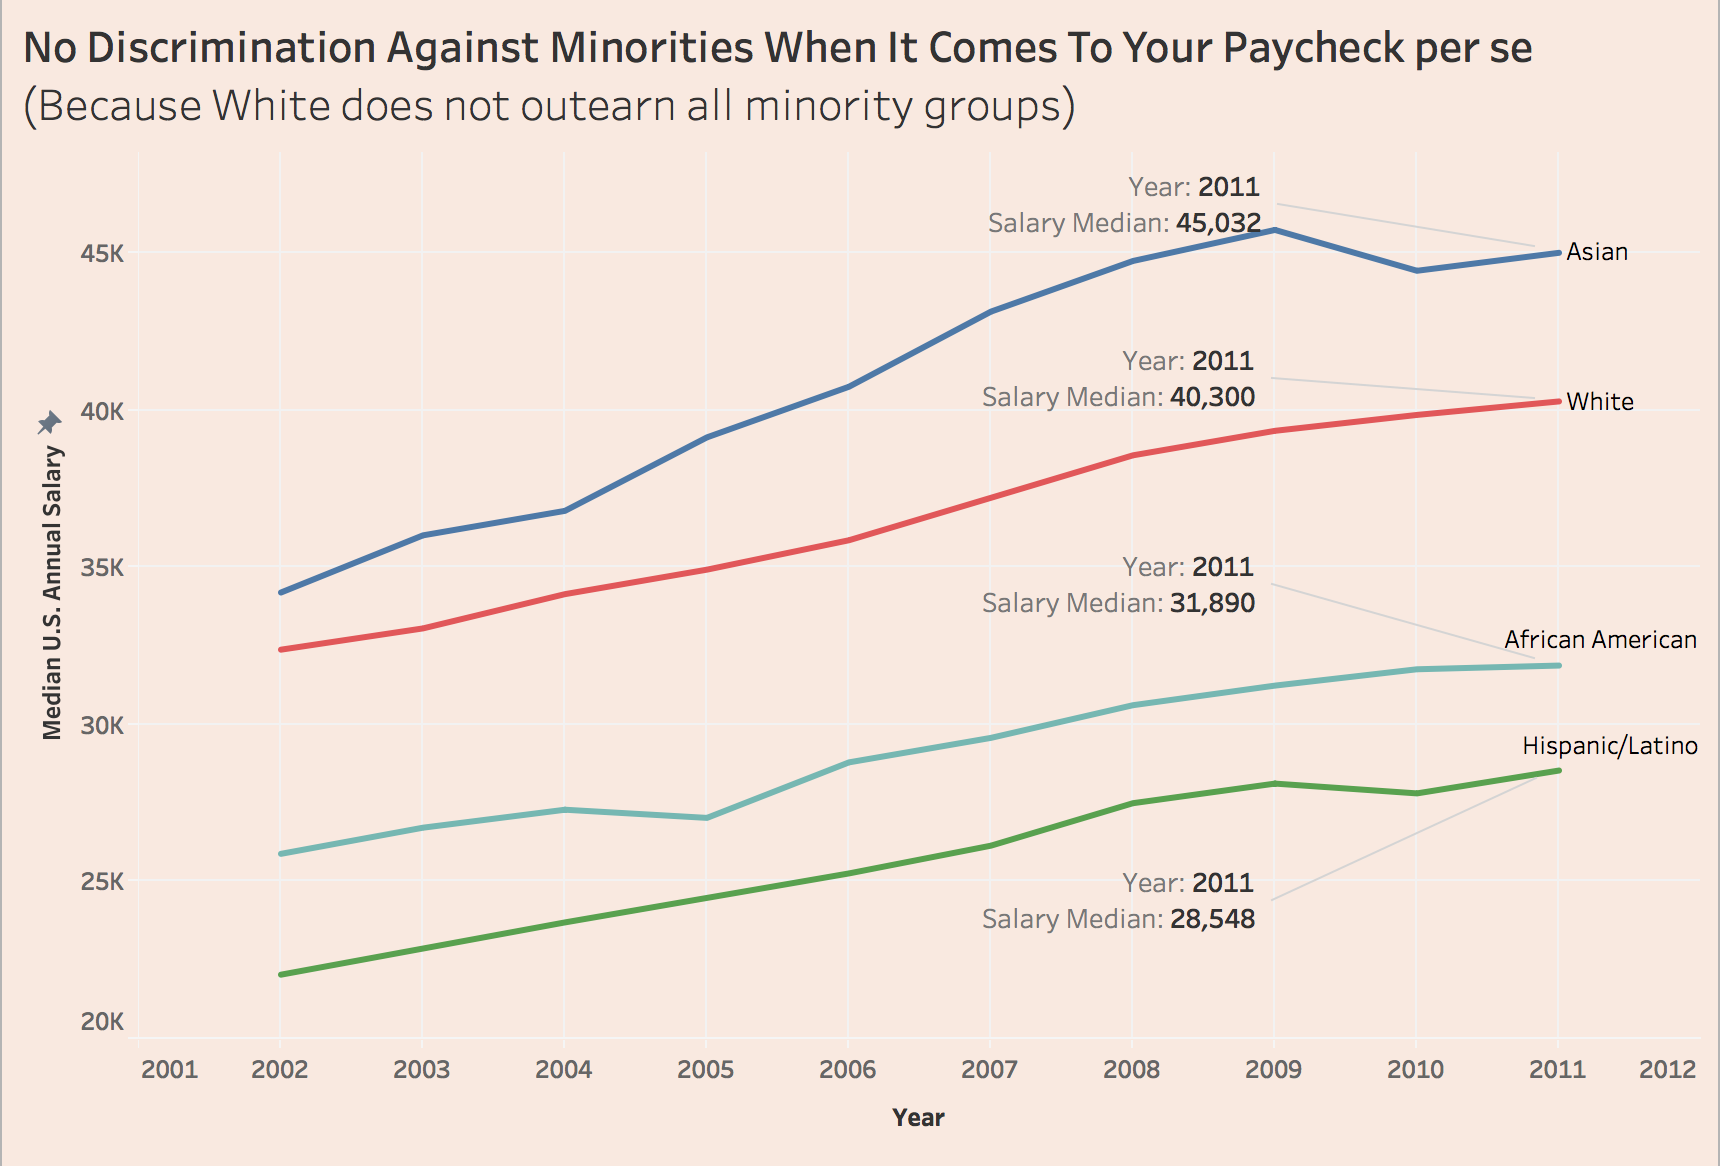 No Discrimination Against Minorities When It Comes To Your Paycheck per se
(Because White does not outearn all minority groups)
Year: 2011
Salary Median: 45,032
Asian
45K
Year: 2011
Salary Median: 40,300
White
40K
Median U.S. Annual Salary
Year: 2011
Salary Median: 31,890
35K
African American
30K
Hispanic/Latino
25K
Year: 2011
Salary Median: 28,548
20K
2001 2002 2003 2004 2005 2006 2007 2008 2009 2010 2011 2012
Year